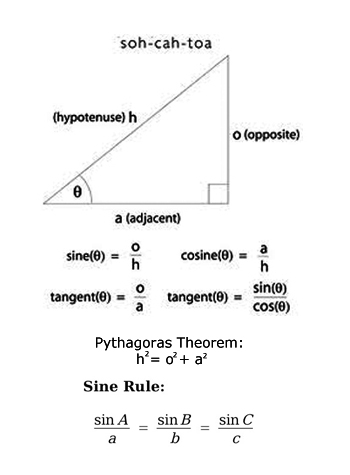 soh-cah-toa
(hypotenuse) h
o (opposite)
θ
a (adjacent)
sine(θ) = o/h cosine(θ) = a/h
tangent(θ) = o/a tangent(θ) = sin(θ)/cos(θ)
Pythagoras Theorem:
h²= o²+ a²
Sine Rule:
sin A/a = sin B/b = sin C/c